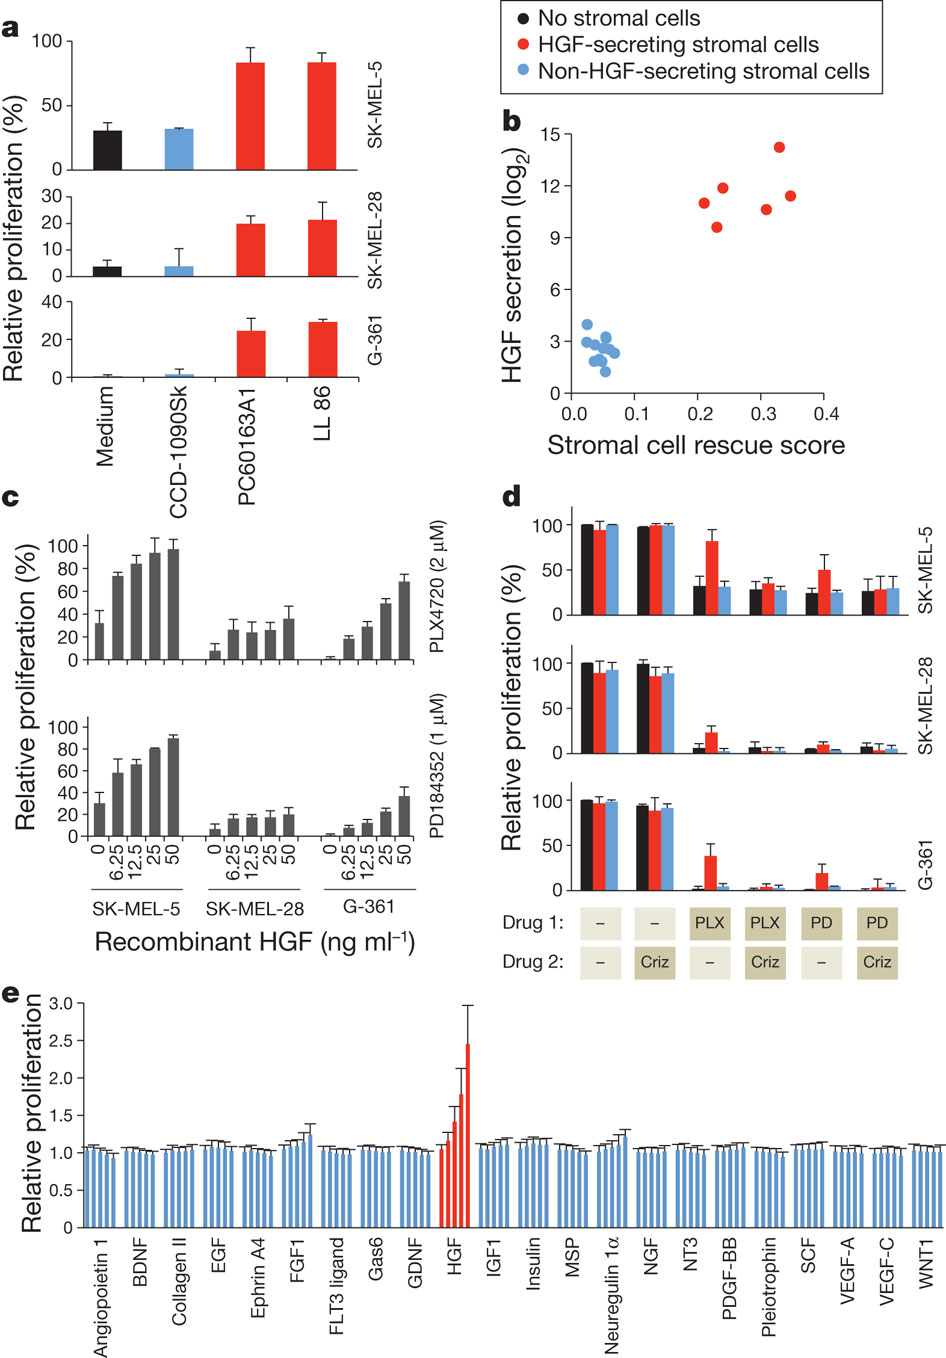 No stromal cells
HGF-secreting stromal cells
Non-HGF-secreting stromal cells
a
Relative proliferation (%)
100
50
0
SK-MEL-5
30
20
10
0
SK-MEL-28
40
20
0
G-361
Medium
CCD-1090Sk
PC60163A1
LL 86
b
HGF secretion (log2)
15
12
9
6
3
0
0.0 0.1 0.2 0.3 0.4
Stromal cell rescue score
c
Relative proliferation (%)
100
80
60
40
20
0
PLX4720 (2 μM)
100
80
60
40
20
0
PD184352 (1 μM)
0 6.25 12.5 25 50 0 6.25 12.5 25 50 0 6.25 12.5 25 50
SK-MEL-5 SK-MEL-28 G-361
Recombinant HGF (ng ml–1)
d
Relative proliferation (%)
100
50
0
SK-MEL-5
100
50
0
SK-MEL-28
100
50
0
G-361
Drug 1: – – PLX PLX PD PD
Drug 2: – Criz – Criz – Criz
e
Relative proliferation
3.0
2.5
2.0
1.5
1.0
0.5
0
Angiopoietin 1
BDNF
Collagen II
EGF
Ephrin A4
FGF1
FLT3 ligand
Gas6
GDNF
HGF
IGF1
Insulin
MSP
Neuregulin 1α
NGF
NT3
PDGF-BB
Pleiotrophin
SCF
VEGF-A
VEGF-C
WNT1